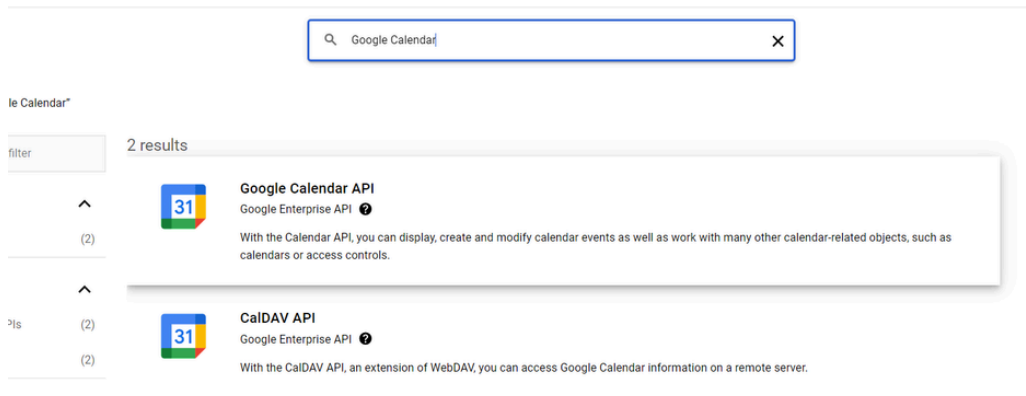 Google Calendar
le Calendar"
filter
2 results
31
Google Calendar API
Google Enterprise API
With the Calendar API, you can display, create and modify calendar events as well as work with many other calendar-related objects, such as
calendars or access controls.
(2)
PIs (2)
(2)
31
CalDAV API
Google Enterprise API
With the CalDAV API, an extension of WebDAV, you can access Google Calendar information on a remote server.